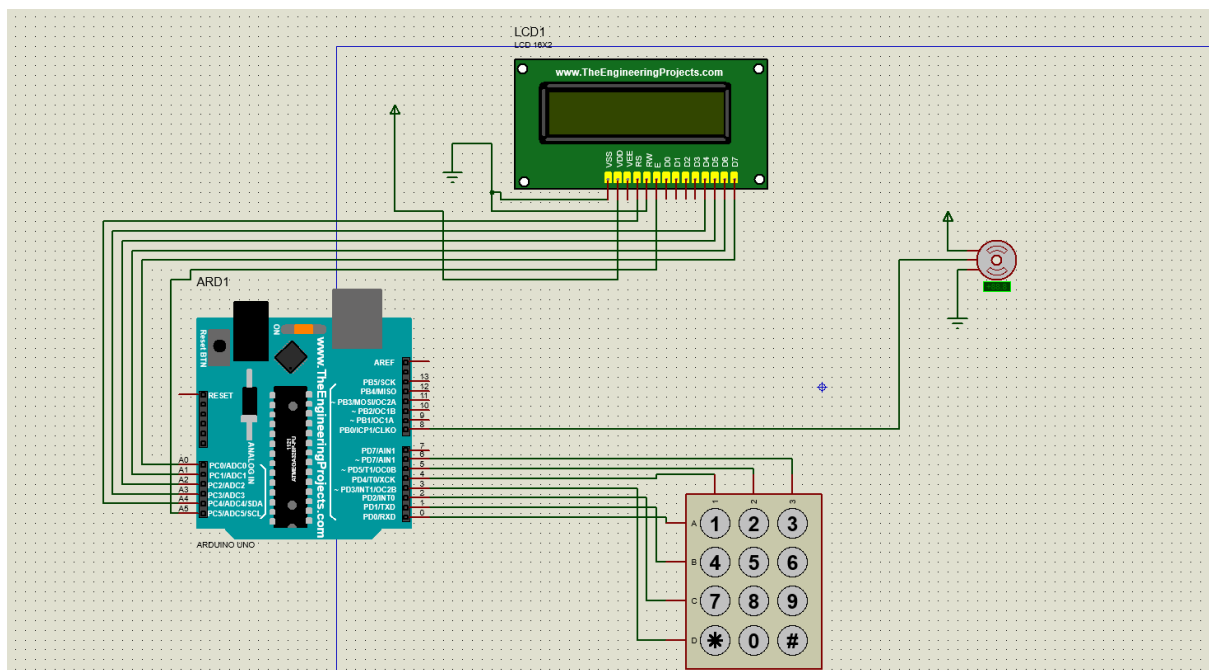 LCD1
LCD 16X2
www.TheEngineeringProjects.com
VSS VDD VEE RS RW E D0 D1 D2 D3 D4 D5 D6 D7
ARD1
Reset BTN
ON
www.TheEngineeringProjects.com
RESET
ANALOG IN
ATMEGA328P-PU
1121
A0 PC0/ADC0
A1 PC1/ADC1
A2 PC2/ADC2
A3 PC3/ADC3
A4 PC4/ADC4/SDA
A5 PC5/ADC5/SCL
AREF
PB5/SCK 13
PB4/MISO 12
~ PB3/MOSI/OC2A 11
~ PB2/OC1B 10
~ PB1/OC1A 9
PB0/ICP1/CLKO 8
PD7/AIN1 7
~ PD7/AIN1 6
~ PD5/T1/OC0B 5
PD4/T0/XCK 4
~ PD3/INT1/OC2B 3
PD2/INT0 2
PD1/TXD 1
PD0/RXD 0
ARDUINO UNO
1 2 3
A 1 2 3
B 4 5 6
C 7 8 9
D * 0 #